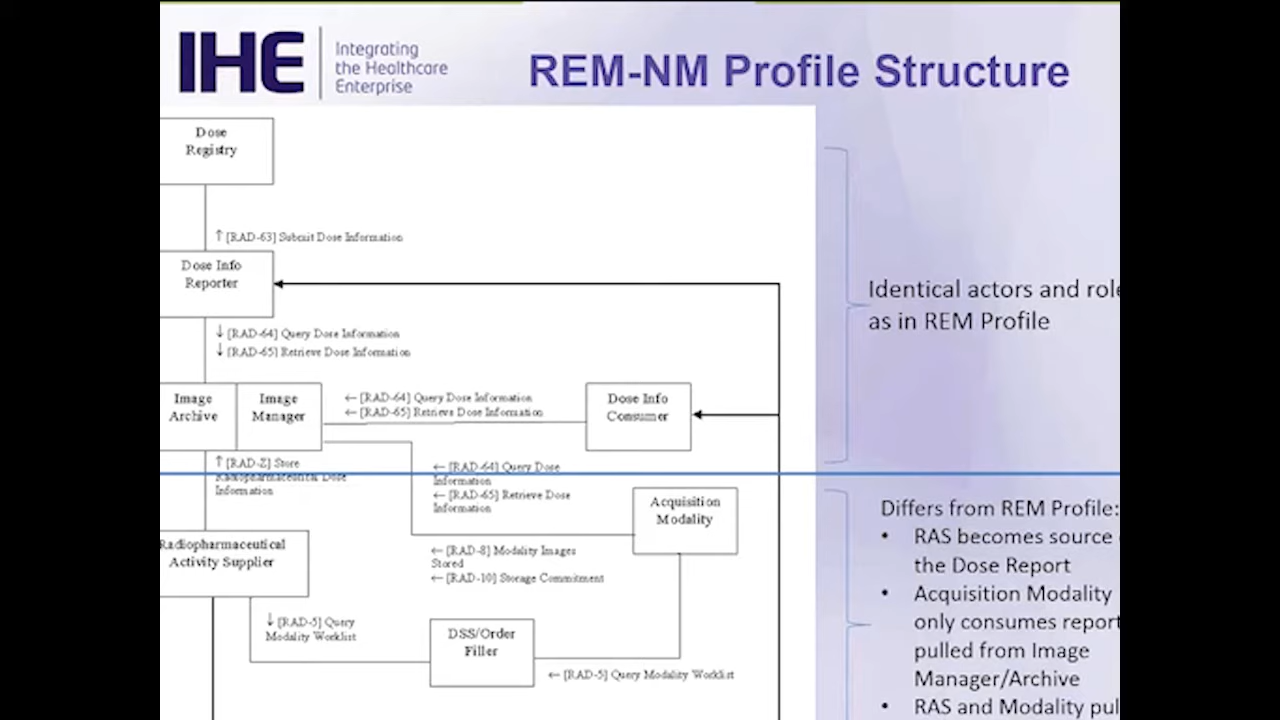 IHE
Integrating
the Healthcare
Enterprise
REM-NM Profile Structure
Dose
Registry
↑ [RAD-63] Submit Dose Information
Dose Info
Reporter
↓ [RAD-64] Query Dose Information
↓ [RAD-65] Retrieve Dose Information
Image
Archive
Image
Manager
← [RAD-64] Query Dose Information
← [RAD-65] Retrieve Dose Information
Dose Info
Consumer
↑ [RAD-Z] Store
Radiopharmaceutical Dose
Information
← [RAD-64] Query Dose
Information
← [RAD-65] Retrieve Dose
Information
Acquisition
Modality
← [RAD-8] Modality Images
Stored
← [RAD-10] Storage Commitment
Radiopharmaceutical
Activity Supplier
↓ [RAD-5] Query
Modality Worklist
DSS/Order
Filler
← [RAD-5] Query Modality Worklist
Identical actors and role
as in REM Profile
Differs from REM Profile:
• RAS becomes source
the Dose Report
• Acquisition Modality
only consumes report
pulled from Image
Manager/Archive
• RAS and Modality pul